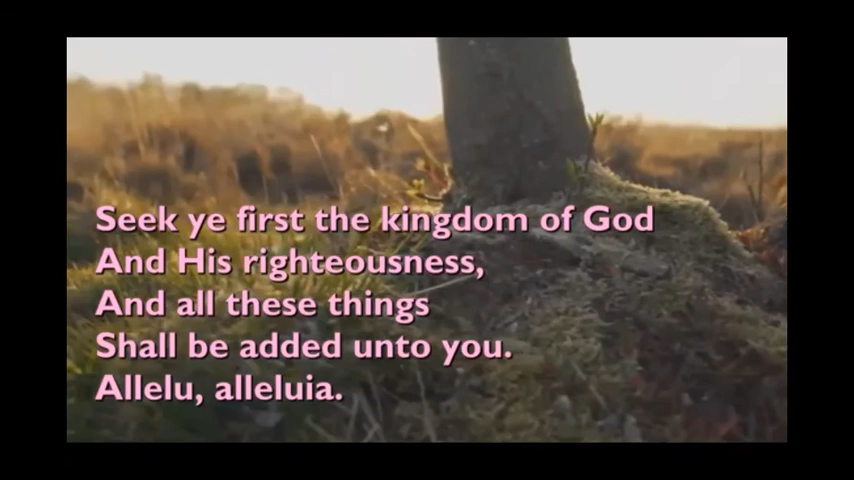 Seek ye first the kingdom of God
And His righteousness,
And all these things
Shall be added unto you.
Allelu, alleluia.